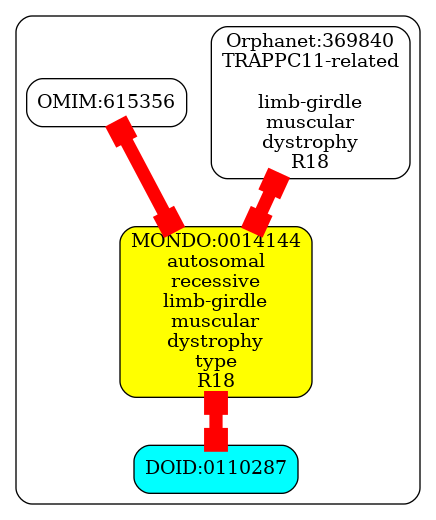 Orphanet:369840
TRAPPC11-related
limb-girdle
muscular
dystrophy
R18
OMIM:615356
MONDO:0014144
autosomal
recessive
limb-girdle
muscular
dystrophy
type
R18
DOID:0110287